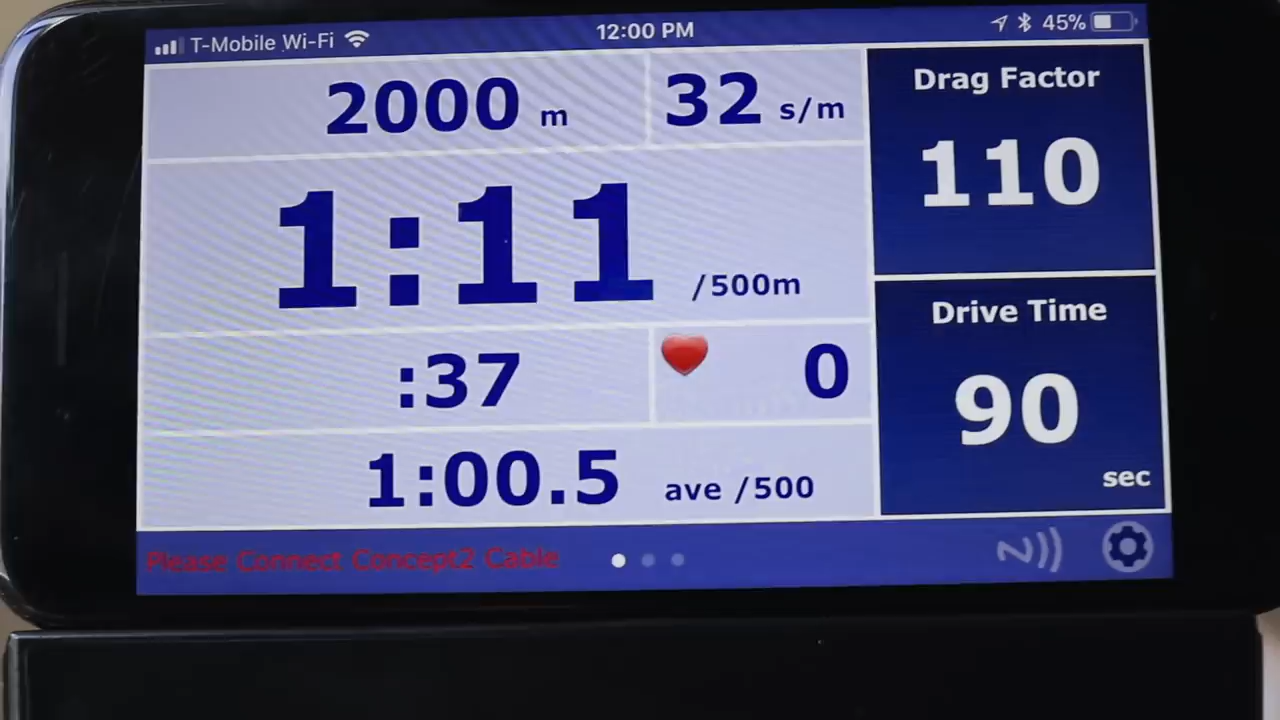 T-Mobile Wi-Fi 12:00 PM 45%
2000 m 32 s/m
Drag Factor
110
1:11 /500m
Drive Time
:37 0
90
1:00.5 ave /500
sec
Please Connect Concept2 Cable